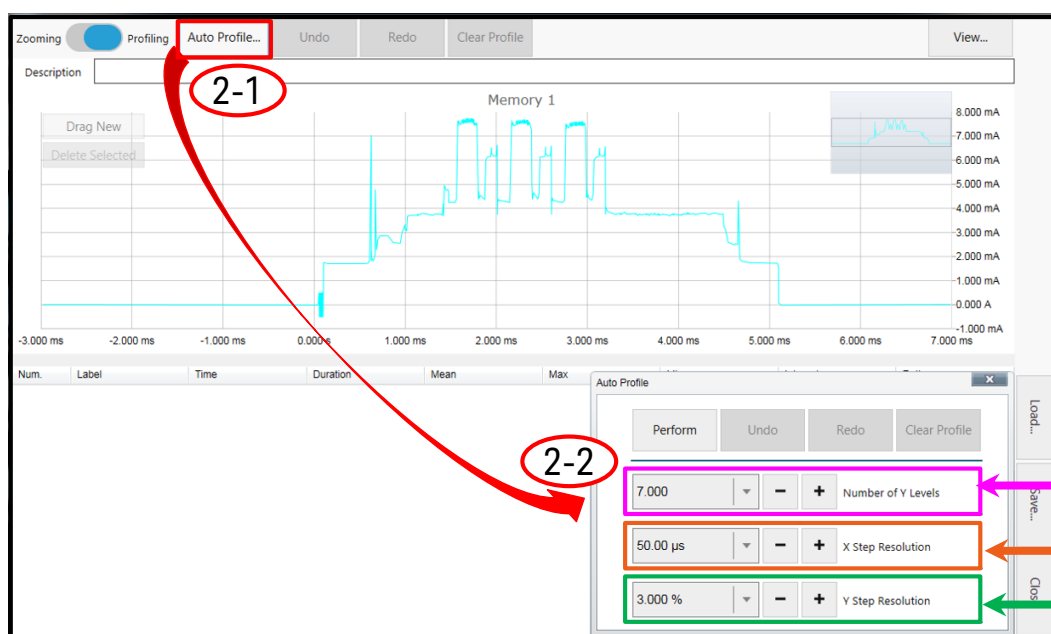 Zooming Profiling Auto Profile... Undo Redo Clear Profile View...
Description
2-1
Memory 1
Drag New
Delete Selected
8.000 mA
7.000 mA
6.000 mA
5.000 mA
4.000 mA
3.000 mA
2.000 mA
1.000 mA
0.000 A
-1.000 mA
-3.000 ms -2.000 ms -1.000 ms 0.000 s 1.000 ms 2.000 ms 3.000 ms 4.000 ms 5.000 ms 6.000 ms 7.000 ms
Num. Label Time Duration Mean Max
Auto Profile
Perform Undo Redo Clear Profile
2-2
7.000 - + Number of Y Levels
50.00 µs - + X Step Resolution
3.000 % - + Y Step Resolution
Load...
Save...